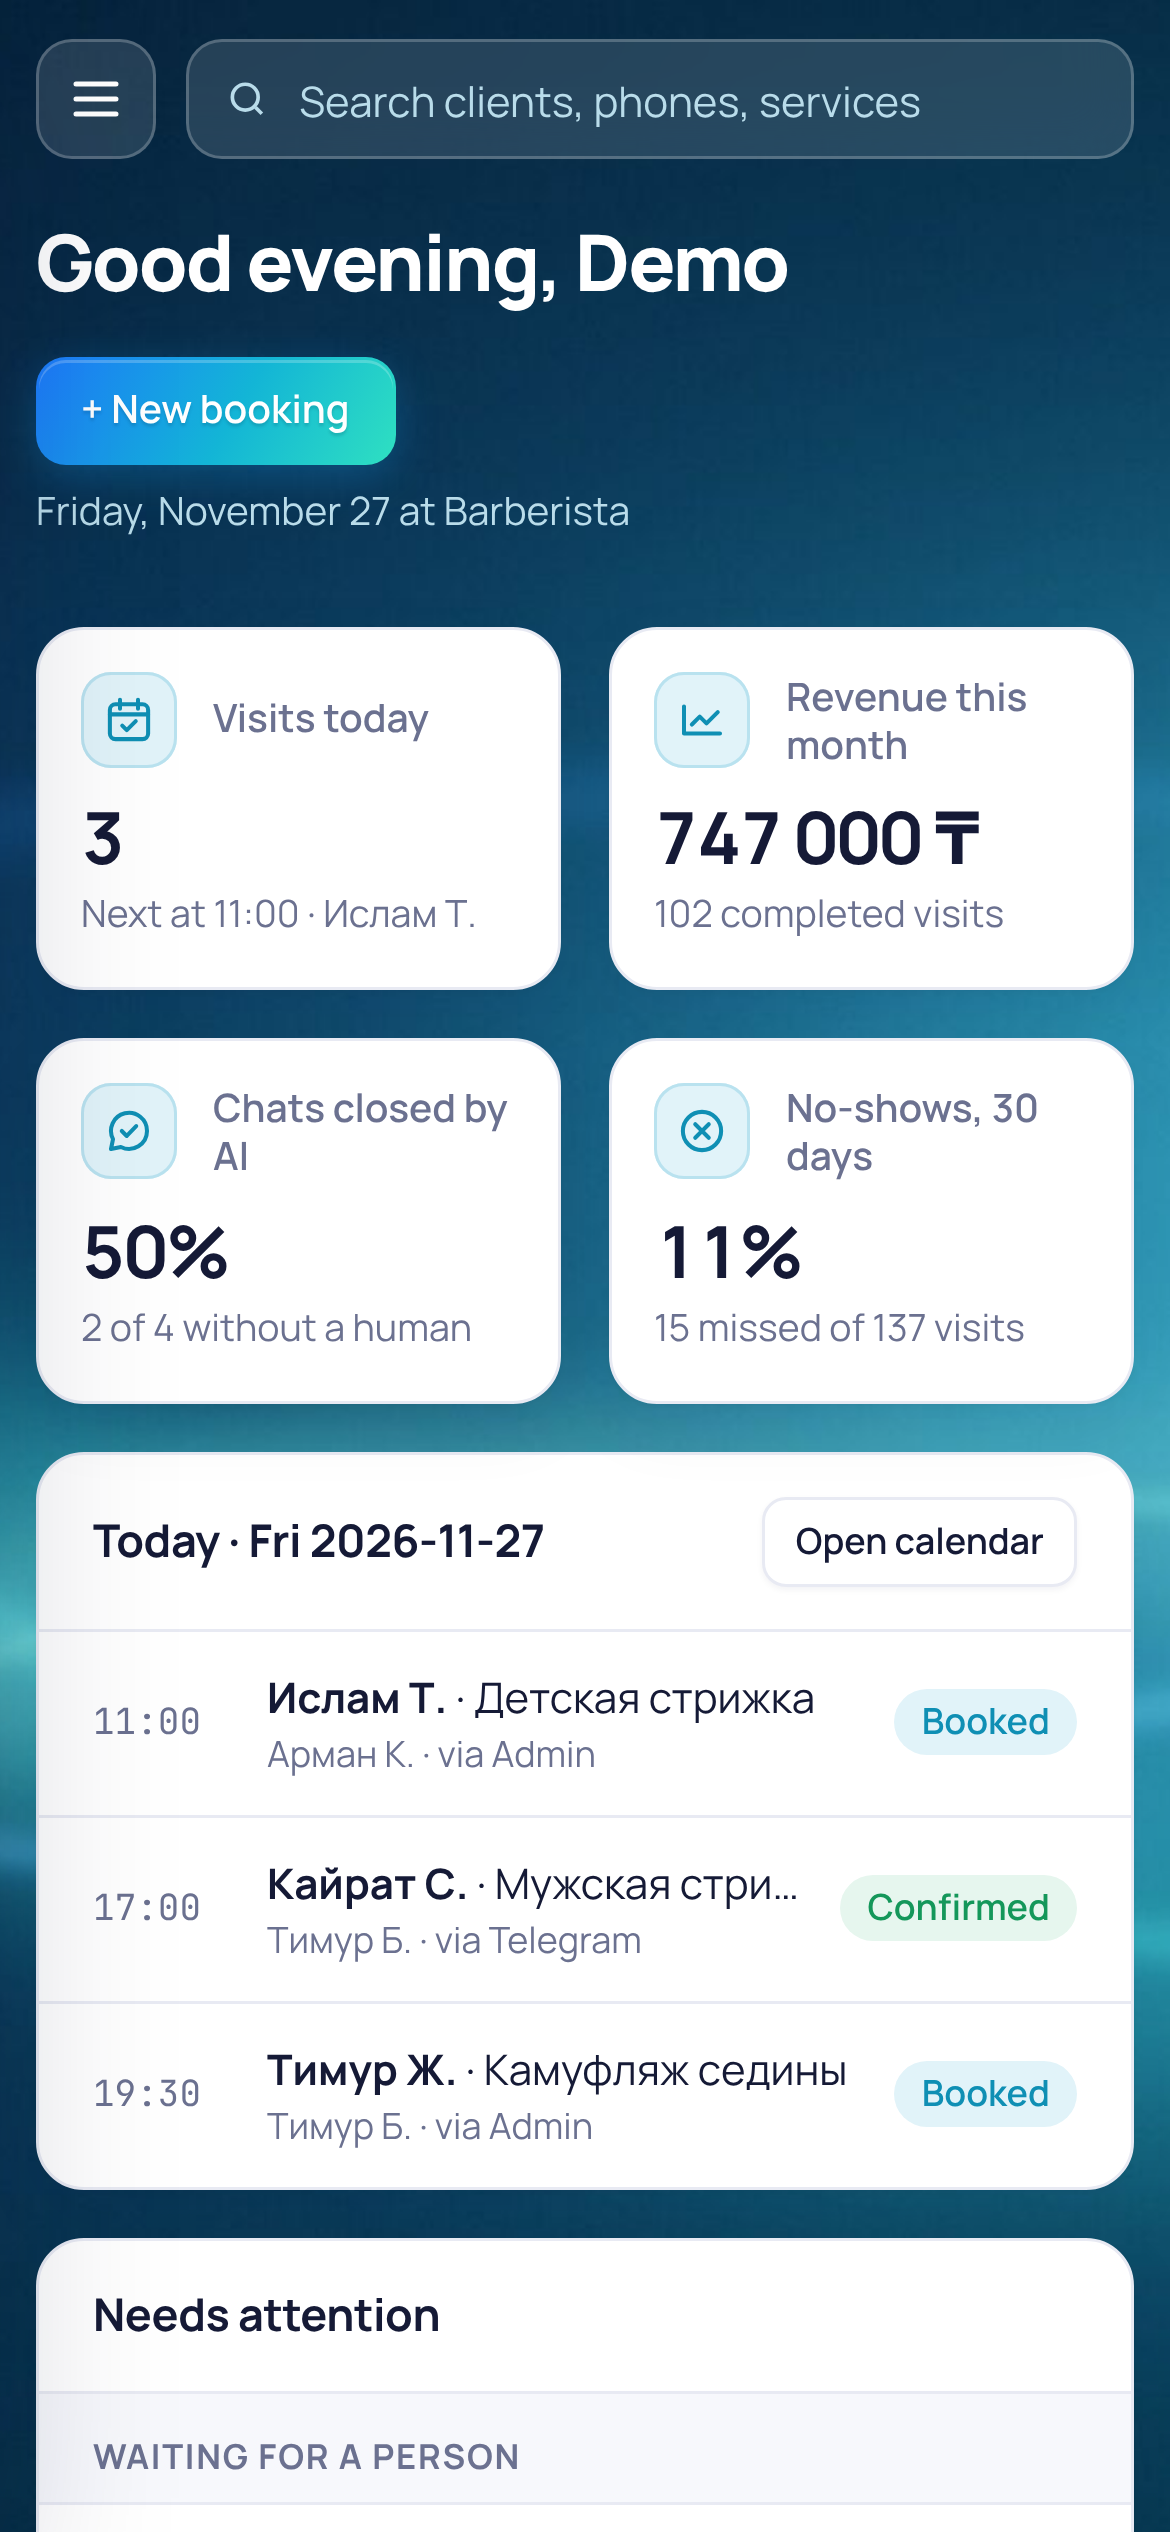 Search clients, phones, services
Good evening, Demo
+ New booking
Friday, November 27 at Barberista
Visits today
3
Next at 11:00 · Ислам Т.
Revenue this
month
747 000 ₸
102 completed visits
Chats closed by
AI
50%
2 of 4 without a human
No-shows, 30
days
11%
15 missed of 137 visits
Today · Fri 2026-11-27
Open calendar
11:00
Ислам Т. · Детская стрижка
Арман К. · via Admin
Booked
17:00
Кайрат С. · Мужская стри...
Тимур Б. · via Telegram
Confirmed
19:30
Тимур Ж. · Камуфляж седины
Тимур Б. · via Admin
Booked
Needs attention
WAITING FOR A PERSON